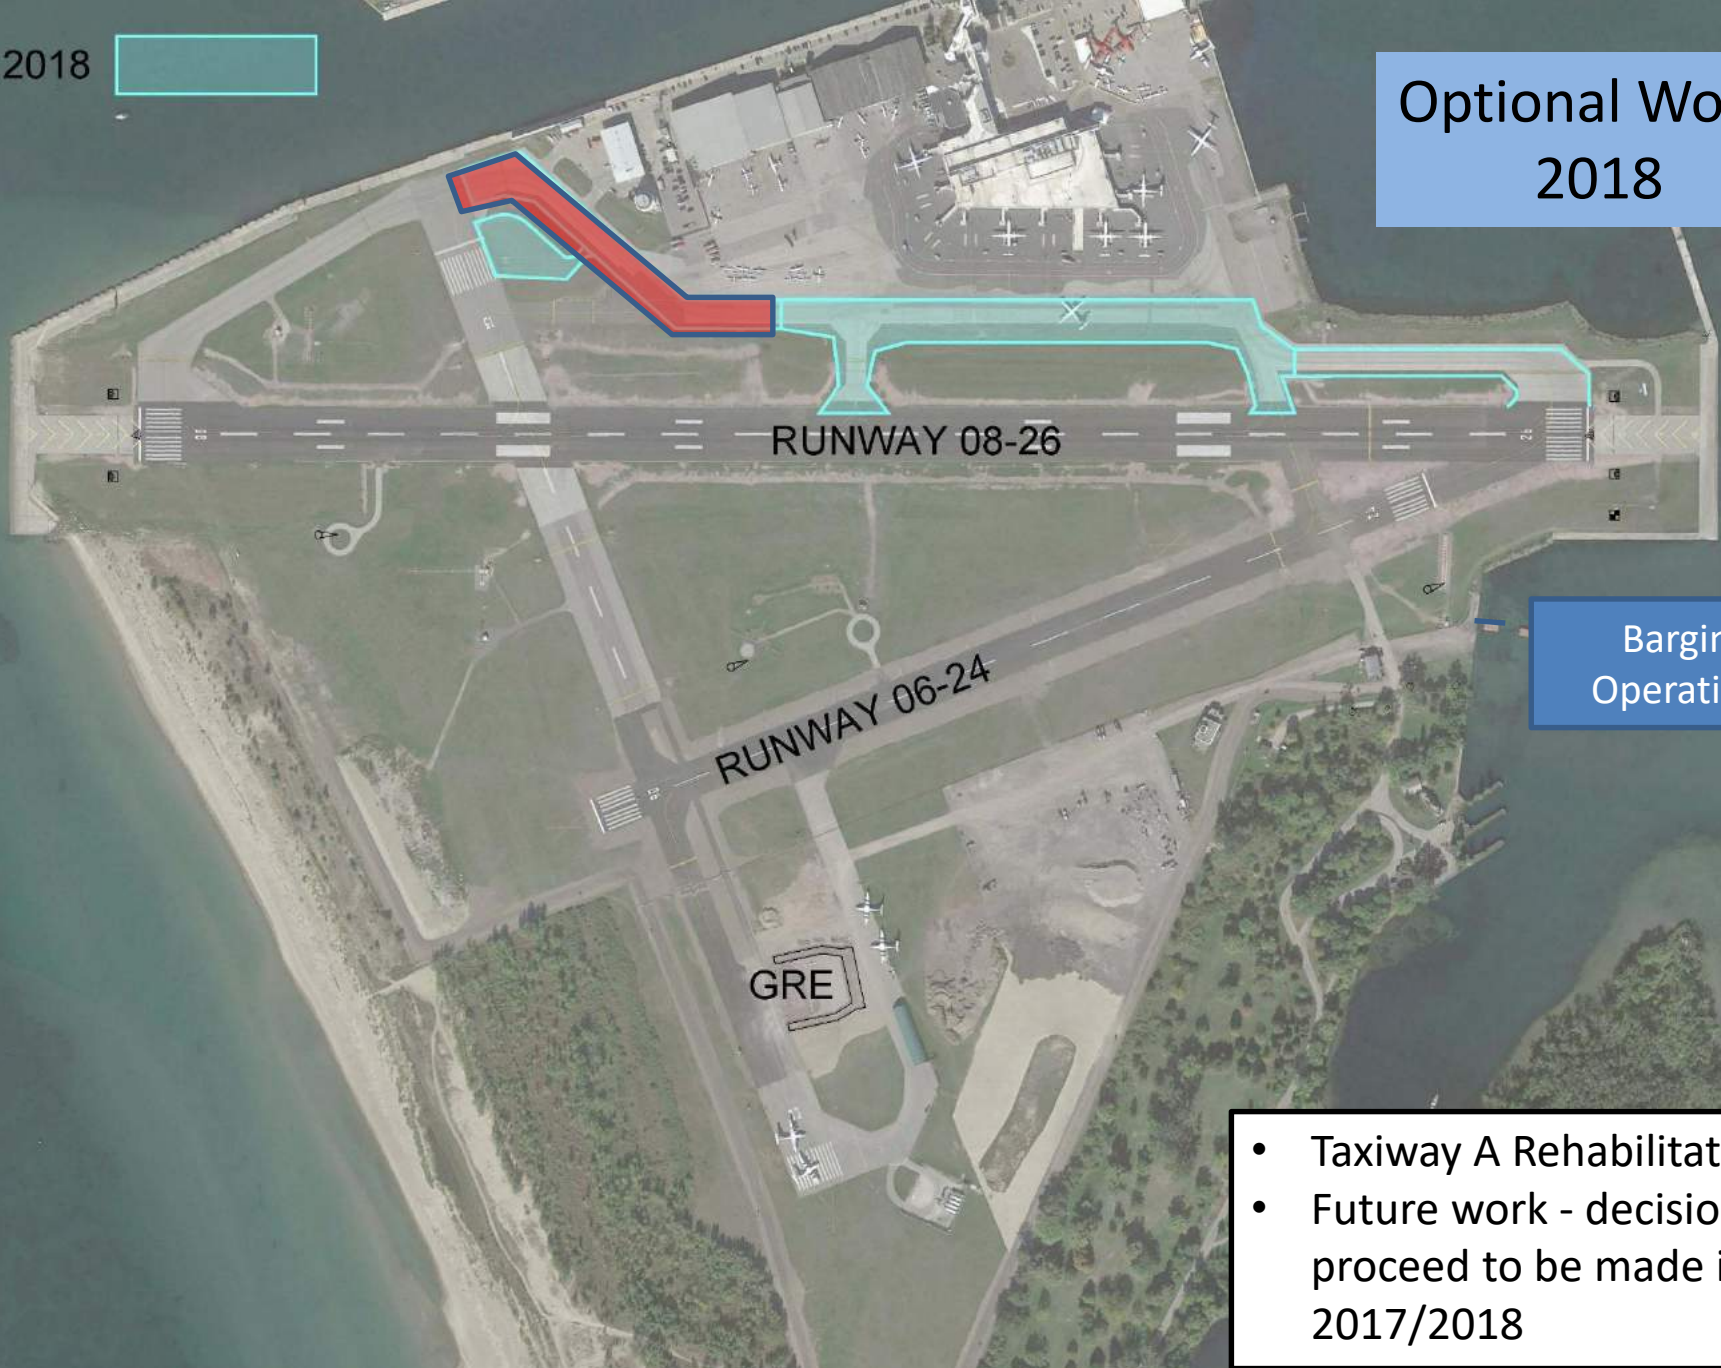 2018
Optional Wo
2018
RUNWAY 08-26
RUNWAY 06-24
Bargin
Operati
GRE
• Taxiway A Rehabilitat
• Future work - decisio
proceed to be made i
2017/2018